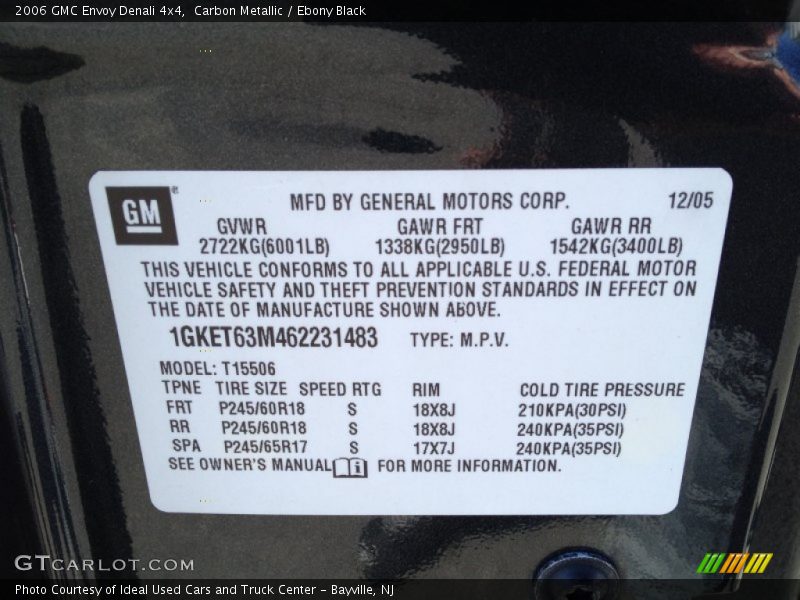 2006 GMC Envoy Denali 4x4, Carbon Metallic / Ebony Black
GM®
MFD BY GENERAL MOTORS CORP. 12/05
GVWR GAWR FRT GAWR RR
2722KG(6001LB) 1338KG(2950LB) 1542KG(3400LB)
THIS VEHICLE CONFORMS TO ALL APPLICABLE U.S. FEDERAL MOTOR
VEHICLE SAFETY AND THEFT PREVENTION STANDARDS IN EFFECT ON
THE DATE OF MANUFACTURE SHOWN ABOVE.
1GKET63M462231483 TYPE: M.P.V.
MODEL: T15506
TPNE TIRE SIZE SPEED RTG RIM COLD TIRE PRESSURE
FRT P245/60R18 S 18X8J 210KPA(30PSI)
RR P245/60R18 S 18X8J 240KPA(35PSI)
SPA P245/65R17 S 17X7J 240KPA(35PSI)
SEE OWNER'S MANUAL FOR MORE INFORMATION.
GTCARLOT.COM
Photo Courtesy of Ideal Used Cars and Truck Center – Bayville, NJ